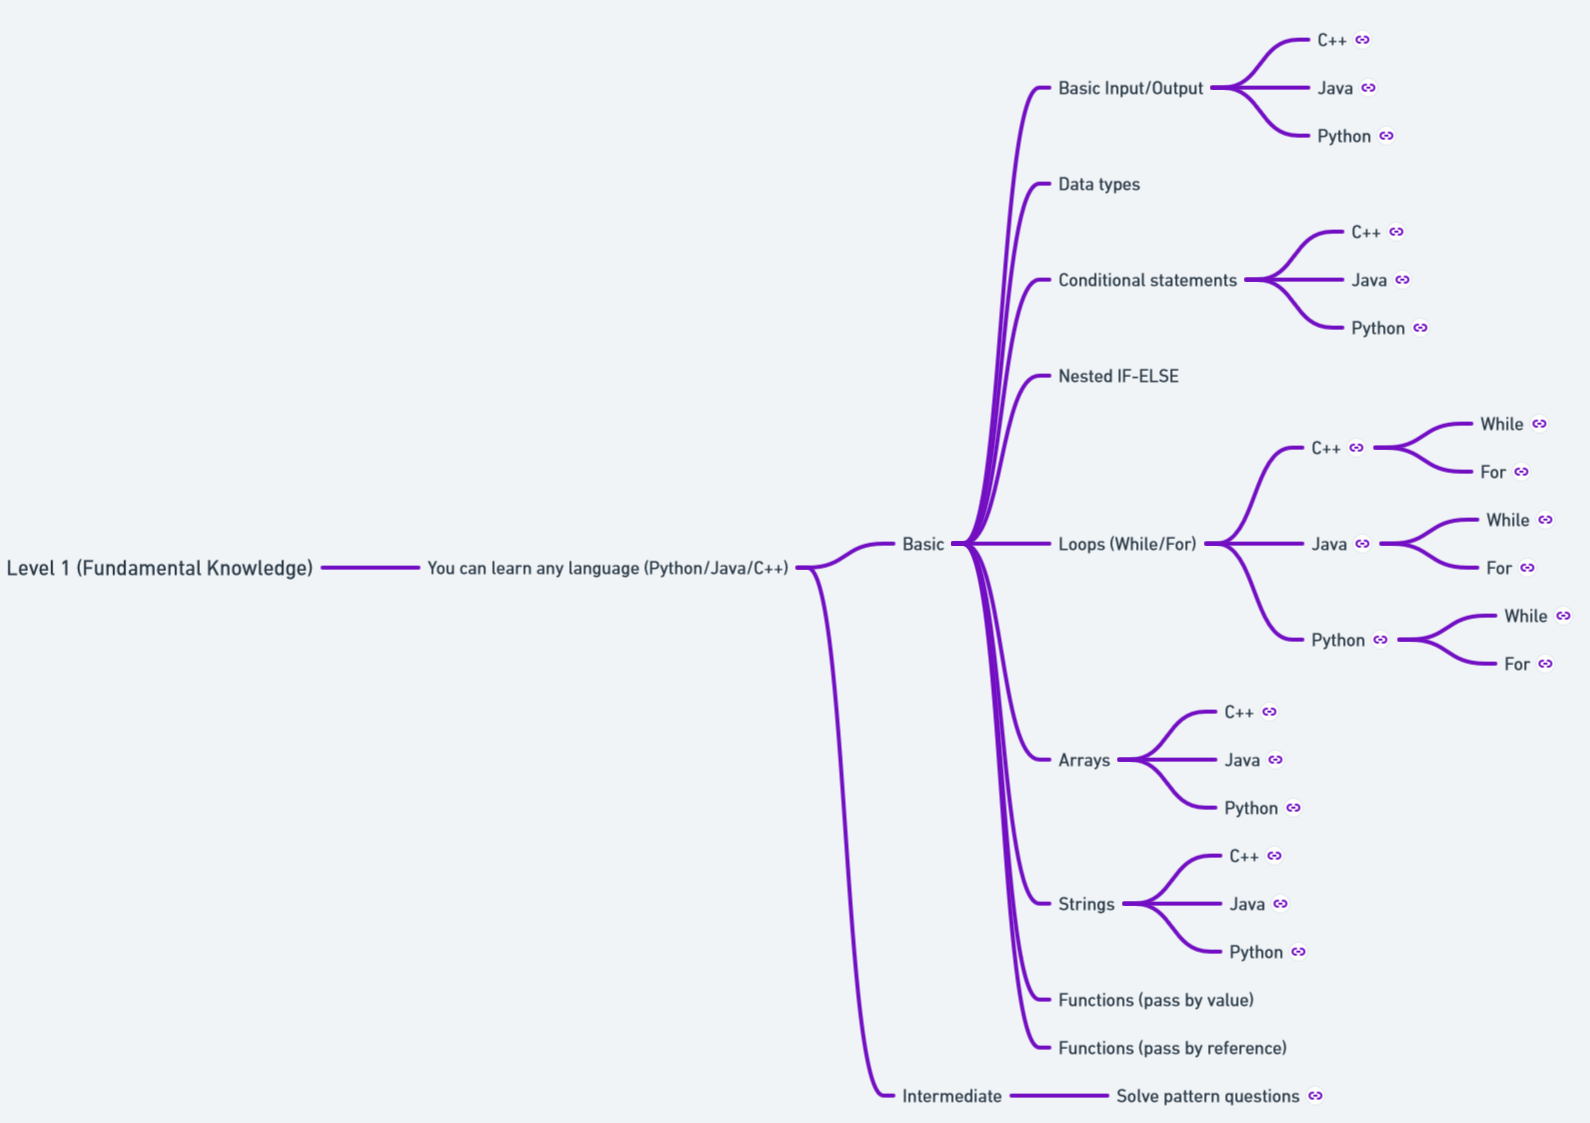 Level 1 (Fundamental Knowledge)
You can learn any language (Python/Java/C++)
Basic
Basic Input/Output
C++
Java
Python
Data types
Conditional statements
C++
Java
Python
Nested IF-ELSE
Loops (While/For)
C++
While
For
Java
While
For
Python
While
For
Arrays
C++
Java
Python
Strings
C++
Java
Python
Functions (pass by value)
Functions (pass by reference)
Intermediate
Solve pattern questions